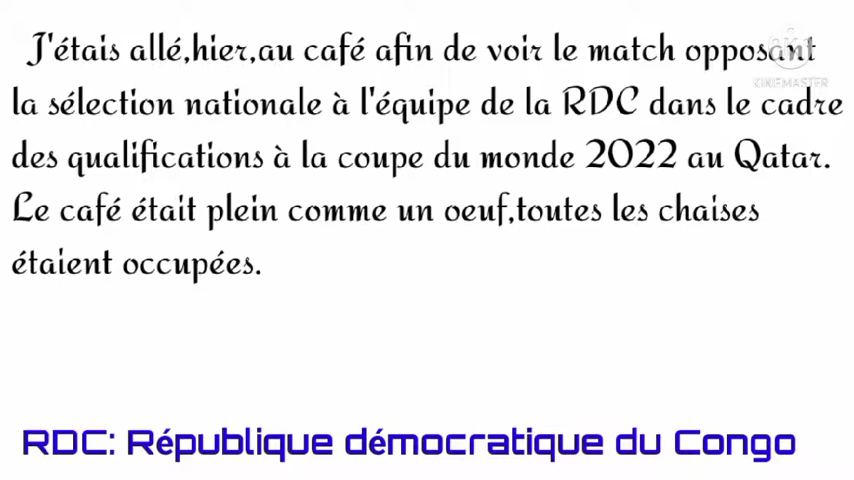 J'étais allé,hier,au café afin de voir le match opposant
la sélection nationale à l'équipe de la RDC dans le cadre
des qualifications à la coupe du monde 2022 au Qatar.
Le café était plein comme un oeuf,toutes les chaises
étaient occupées.
KINEMASTER
RDC: République démocratique du Congo